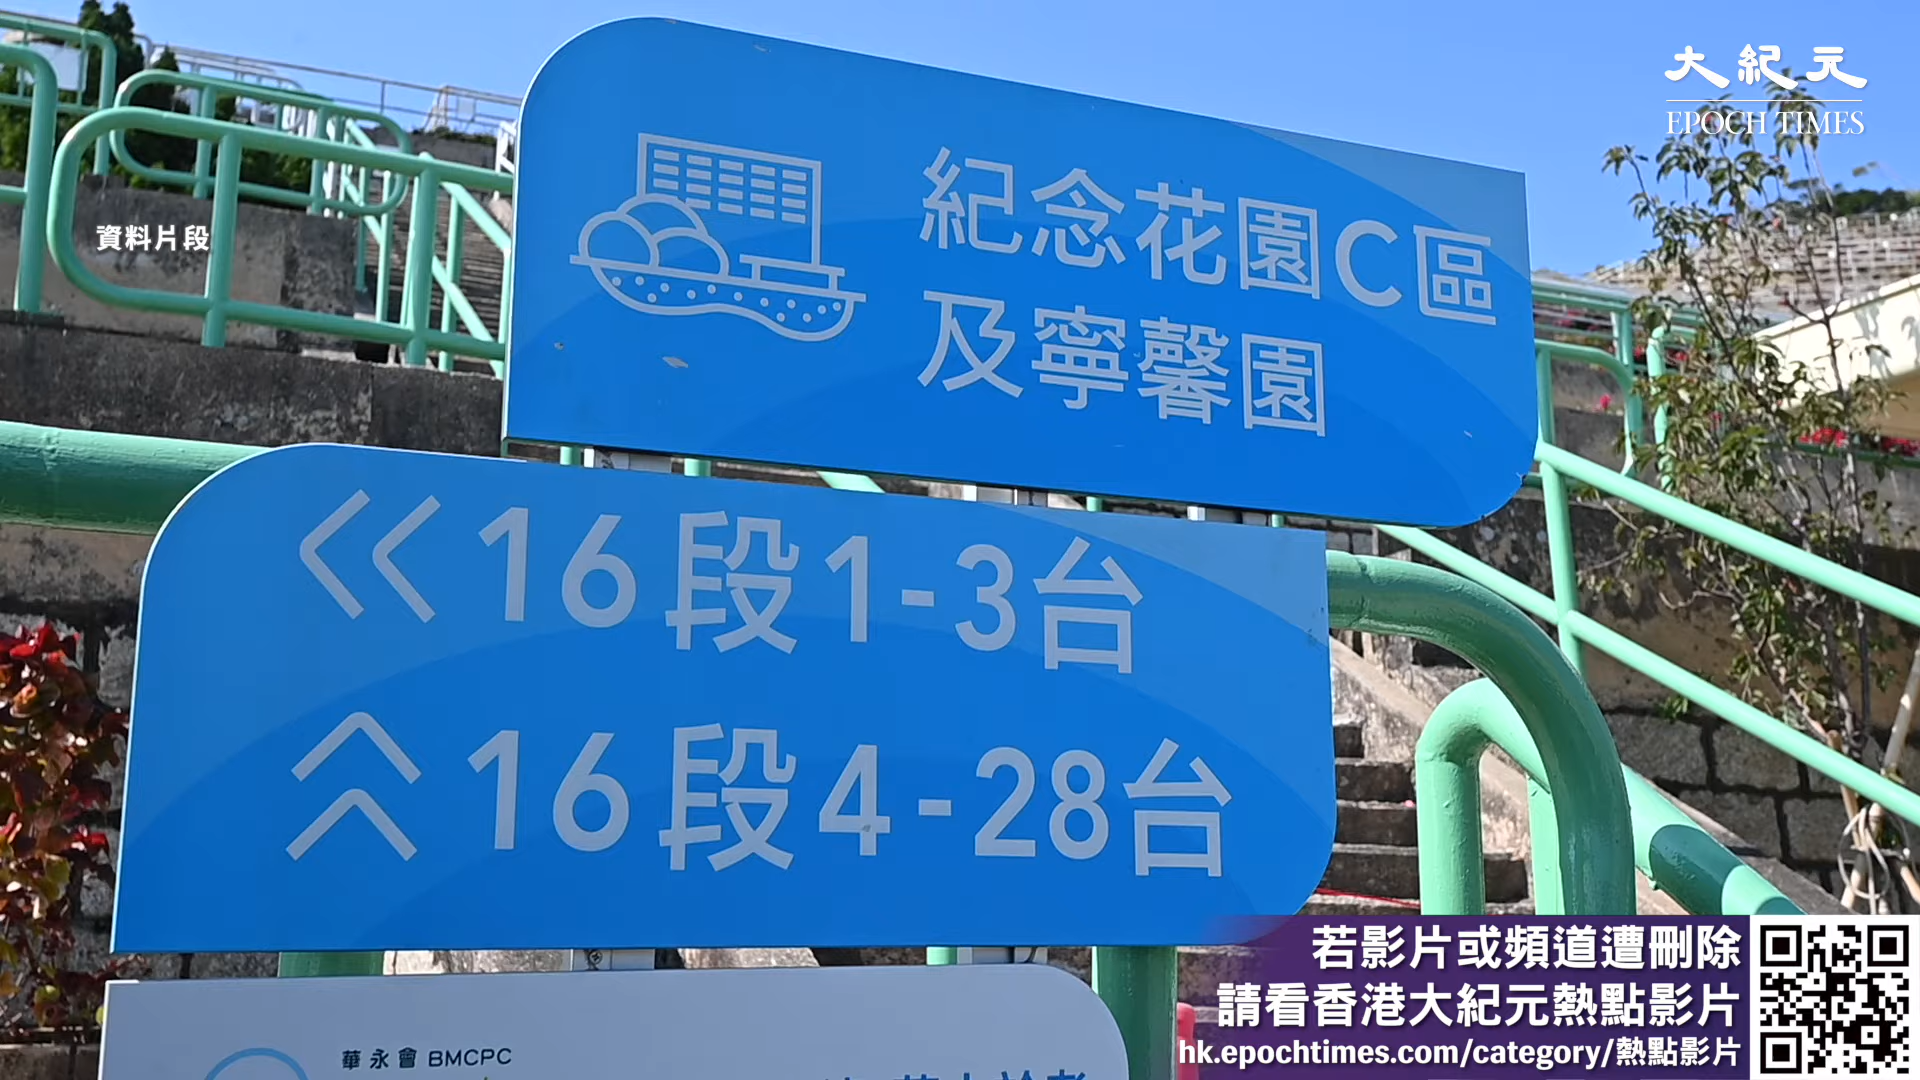 大紀元
EPOCH TIMES
資料片段
紀念花園C區
及寧馨園
16段1-3台
16段4-28台
華永會 BMCPC
若影片或頻道遭刪除
請看香港大紀元熱點影片
hk.epochtimes.com/category/熱點影片